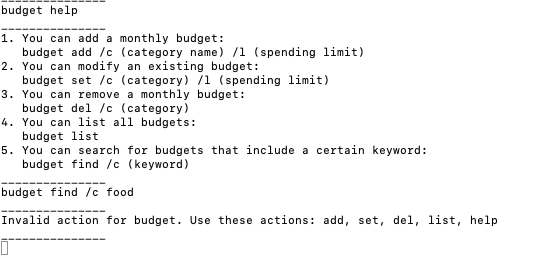 _______________
budget help
_______________
1. You can add a monthly budget:
   budget add /c (category name) /l (spending limit)
2. You can modify an existing budget:
   budget set /c (category) /l (spending limit)
3. You can remove a monthly budget:
   budget del /c (category)
4. You can list all budgets:
   budget list
5. You can search for budgets that include a certain keyword:
   budget find /c (keyword)
_______________
budget find /c food
_______________
Invalid action for budget. Use these actions: add, set, del, list, help
_______________